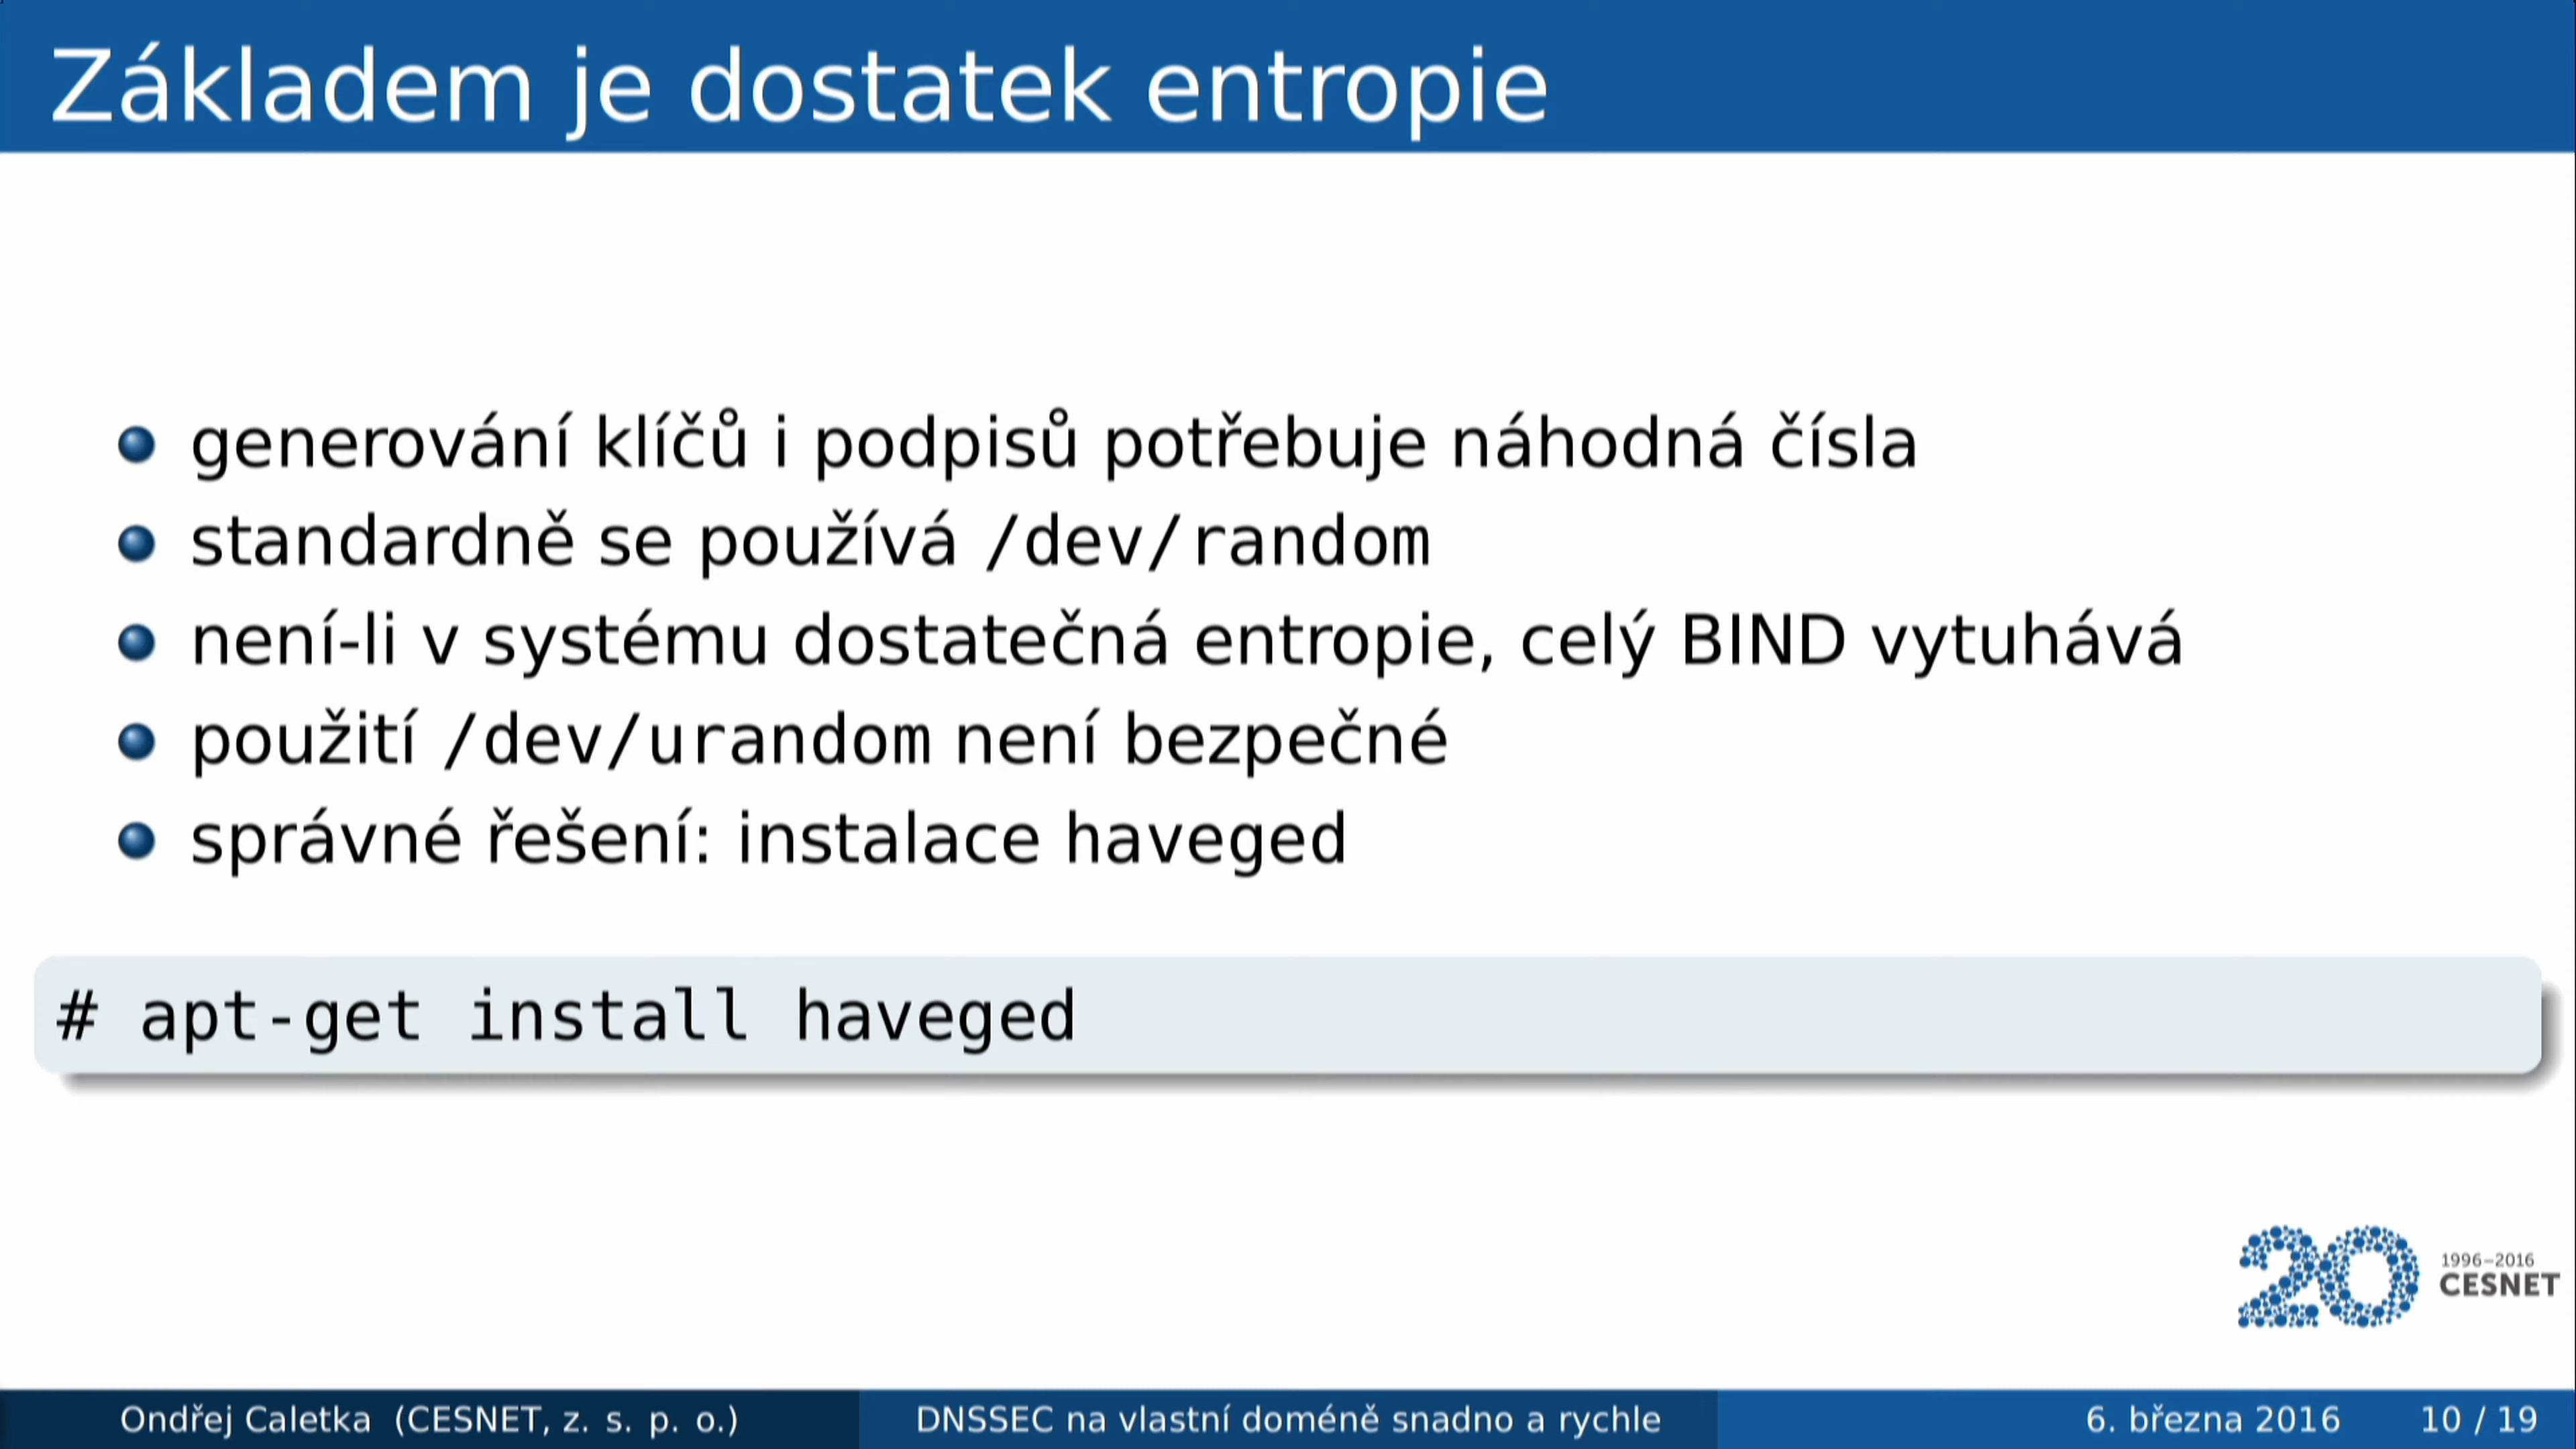 Základem je dostatek entropie
generování klíčů i podpisů potřebuje náhodná čísla
standardně se používá /dev/random
není-li v systému dostatečná entropie, celý BIND vytuhává
použití /dev/urandom není bezpečné
správné řešení: instalace haveged
# apt-get install haveged
20
1996–2016
CESNET
Ondřej Caletka (CESNET, z. s. p. o.)
DNSSEC na vlastní doméně snadno a rychle
6. března 2016
10 / 19